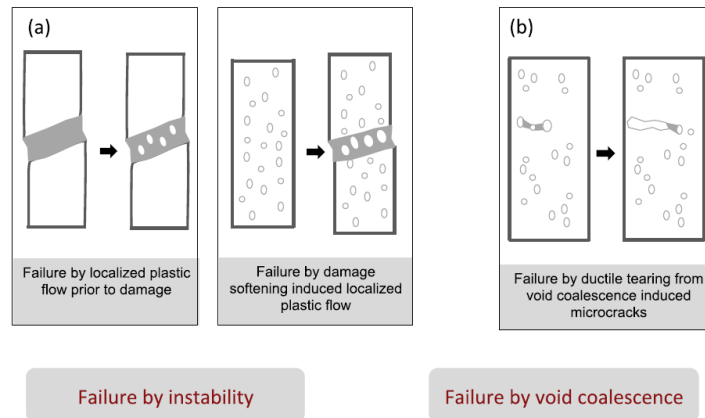 (a)
Failure by localized plastic
flow prior to damage
Failure by damage
softening induced localized
plastic flow
(b)
Failure by ductile tearing from
void coalescence induced
microcracks
Failure by instability
Failure by void coalescence